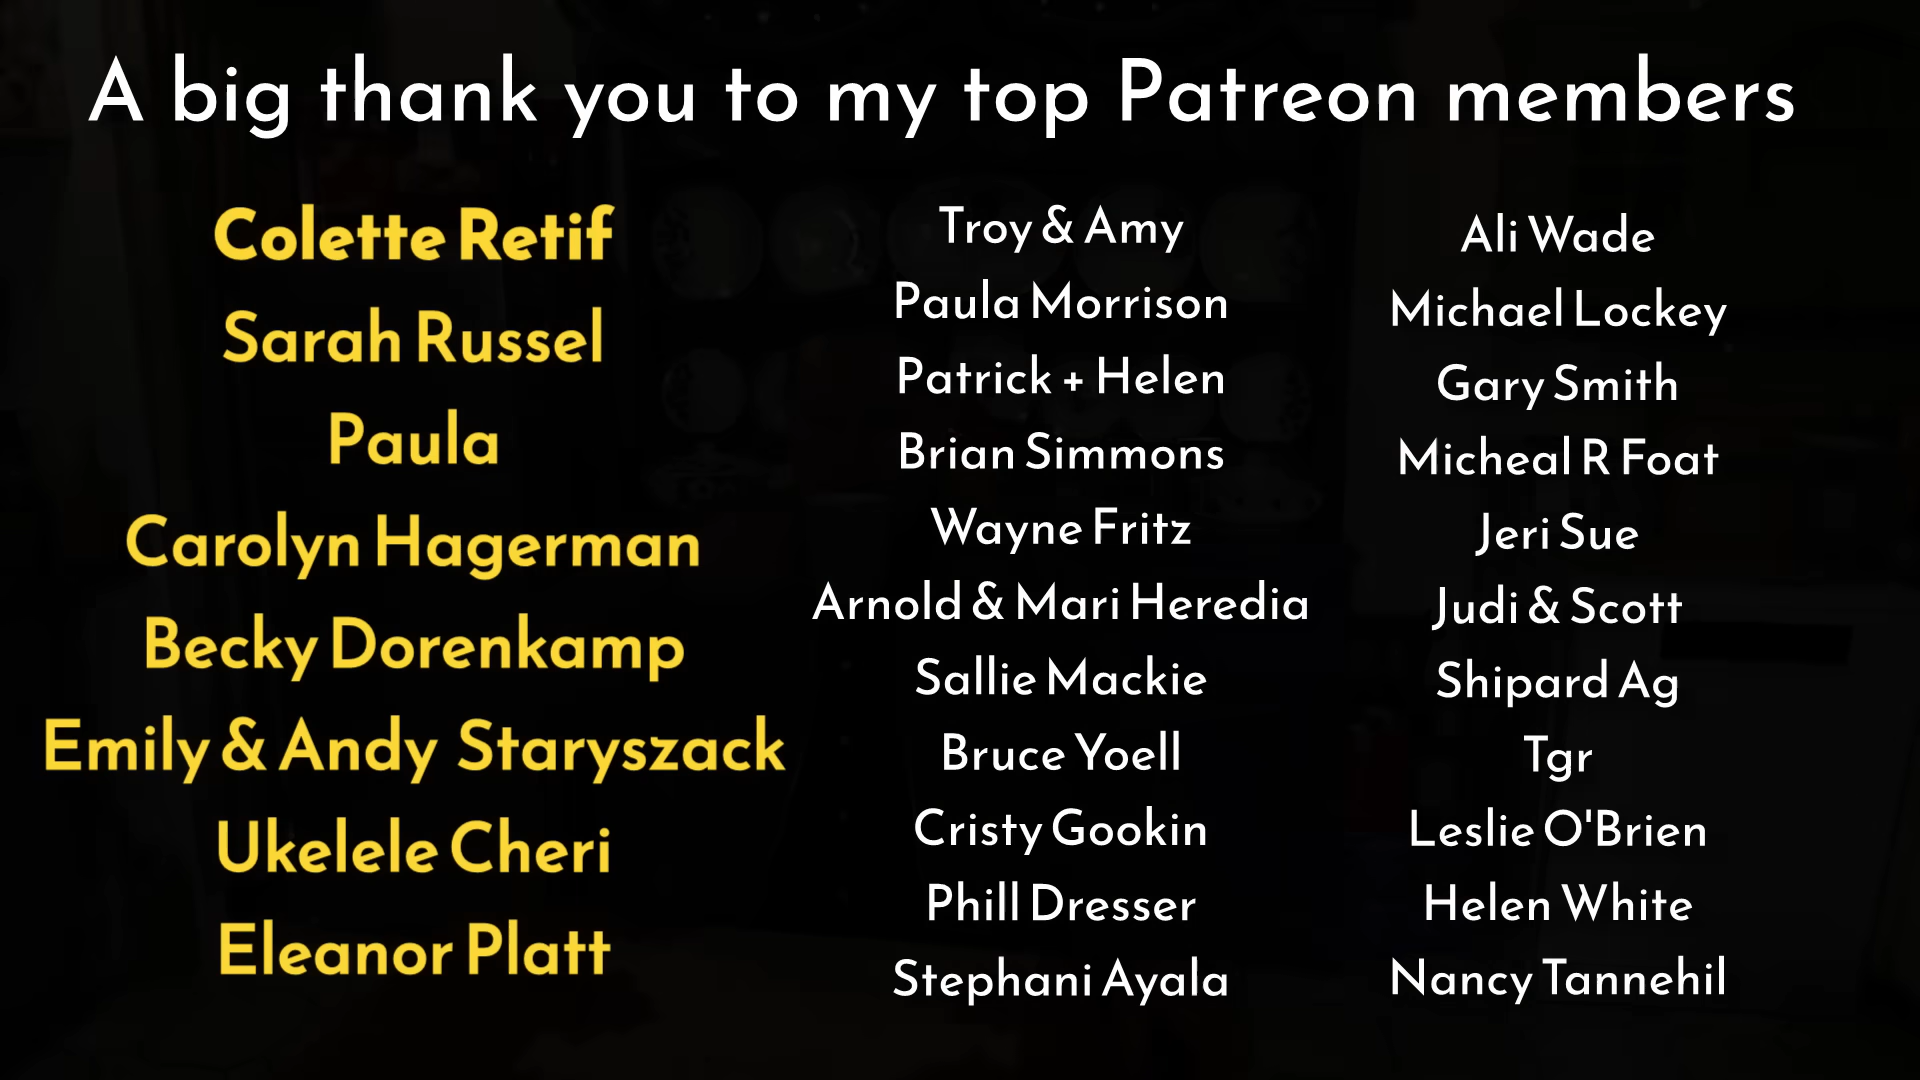 A big thank you to my top Patreon members
Colette Retif
Sarah Russel
Paula
Carolyn Hagerman
Becky Dorenkamp
Emily & Andy Staryszack
Ukelele Cheri
Eleanor Platt
Troy & Amy
Paula Morrison
Patrick + Helen
Brian Simmons
Wayne Fritz
Arnold & Mari Heredia
Sallie Mackie
Bruce Yoell
Cristy Gookin
Phill Dresser
Stephani Ayala
Ali Wade
Michael Lockey
Gary Smith
Micheal R Foat
Jeri Sue
Judi & Scott
Shipard Ag
Tgr
Leslie O'Brien
Helen White
Nancy Tannehil